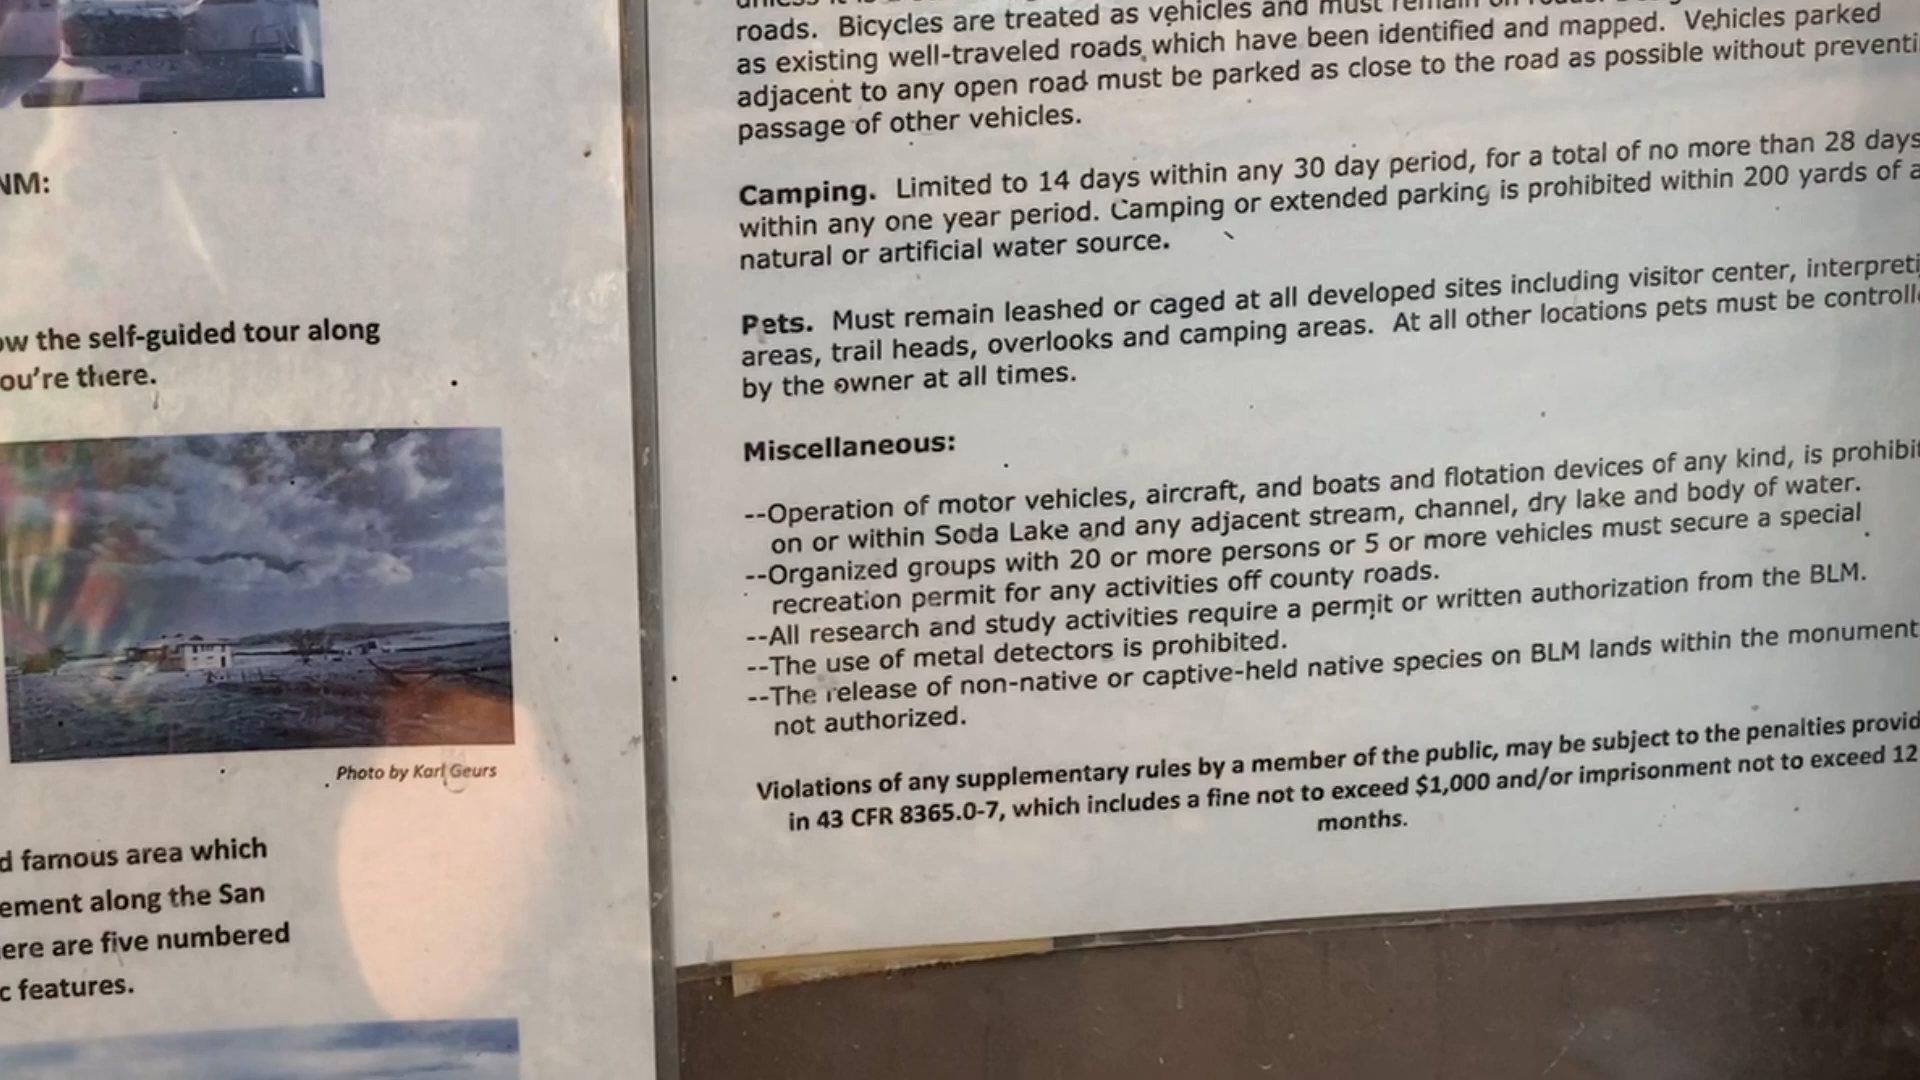 NM:
ow the self-guided tour along
ou're there.
Photo by Karl Geurs
d famous area which
ement along the San
ere are five numbered
c features.
roads. Bicycles are treated as vehicles and must remain on
as existing well-traveled roads which have been identified and mapped. Vehicles parked
adjacent to any open road must be parked as close to the road as possible without preventi
passage of other vehicles.
Camping. Limited to 14 days within any 30 day period, for a total of no more than 28 days
within any one year period. Camping or extended parking is prohibited within 200 yards of a
natural or artificial water source.
Pets. Must remain leashed or caged at all developed sites including visitor center, interpreti
areas, trail heads, overlooks and camping areas. At all other locations pets must be controlle
by the owner at all times.
Miscellaneous:
--Operation of motor vehicles, aircraft, and boats and flotation devices of any kind, is prohibit
on or within Soda Lake and any adjacent stream, channel, dry lake and body of water.
--Organized groups with 20 or more persons or 5 or more vehicles must secure a special
recreation permit for any activities off county roads.
--All research and study activities require a permit or written authorization from the BLM.
--The use of metal detectors is prohibited.
--The release of non-native or captive-held native species on BLM lands within the monument
not authorized.
Violations of any supplementary rules by a member of the public, may be subject to the penalties provid
in 43 CFR 8365.0-7, which includes a fine not to exceed $1,000 and/or imprisonment not to exceed 12
months.